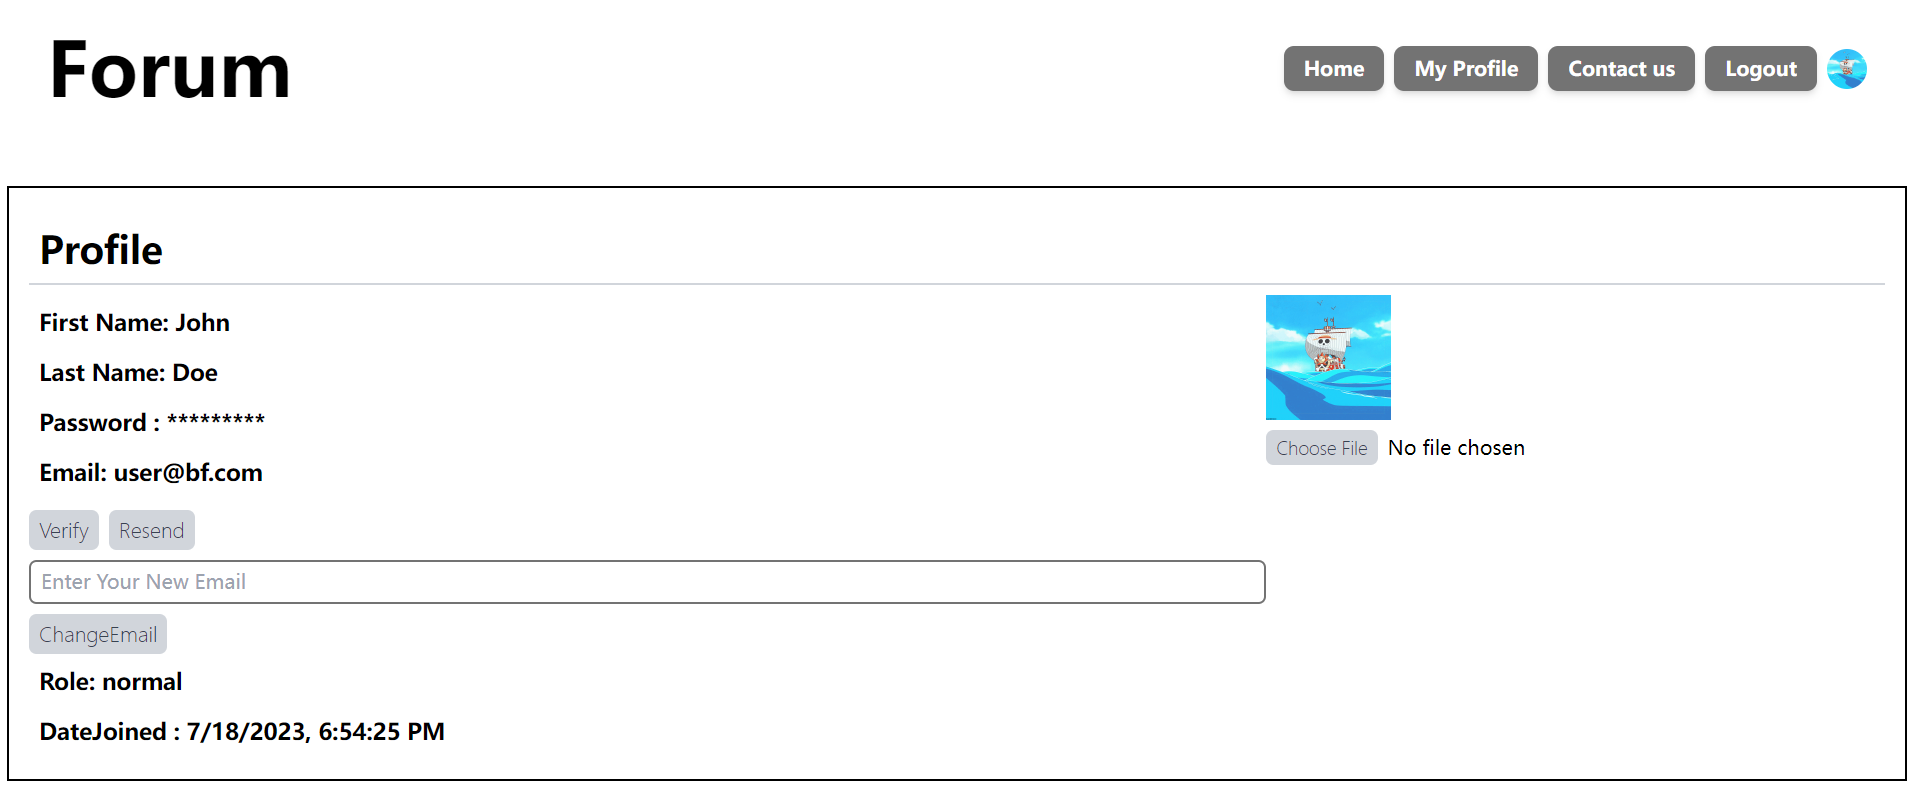 Forum
Home My Profile Contact us Logout
Profile
First Name: John
Last Name: Doe
Password : *********
Email: user@bf.com
Choose File No file chosen
Verify Resend
Enter Your New Email
ChangeEmail
Role: normal
DateJoined : 7/18/2023, 6:54:25 PM